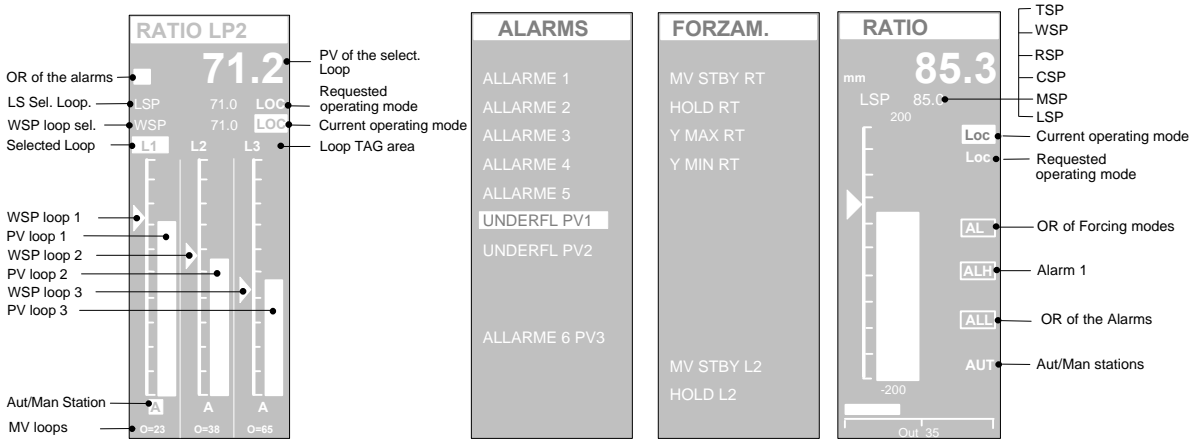 RATIO LP2
71.2
PV of the select.
Loop
OR of the alarms
Requested
operating mode
LS Sel. Loop.
LSP 71.0 LOC
WSP loop sel.
WSP 71.0 LOC
Current operating mode
Selected Loop
L1 L2 L3
Loop TAG area
WSP loop 1
PV loop 1
WSP loop 2
PV loop 2
WSP loop 3
PV loop 3
Aut/Man Station
A A A
MV loops
O=23 O=38 O=65
ALARMS
ALLARME 1
ALLARME 2
ALLARME 3
ALLARME 4
ALLARME 5
UNDERFL PV1
UNDERFL PV2
ALLARME 6 PV3
FORZAM.
MV STBY RT
HOLD RT
Y MAX RT
Y MIN RT
MV STBY L2
HOLD L2
RATIO
85.3
mm
LSP 85.0
200
TSP
WSP
RSP
CSP
MSP
LSP
Loc
Current operating mode
Loc
Requested
operating mode
AL
OR of Forcing modes
ALH
Alarm 1
ALL
OR of the Alarms
AUT
Aut/Man stations
-200
Out 35